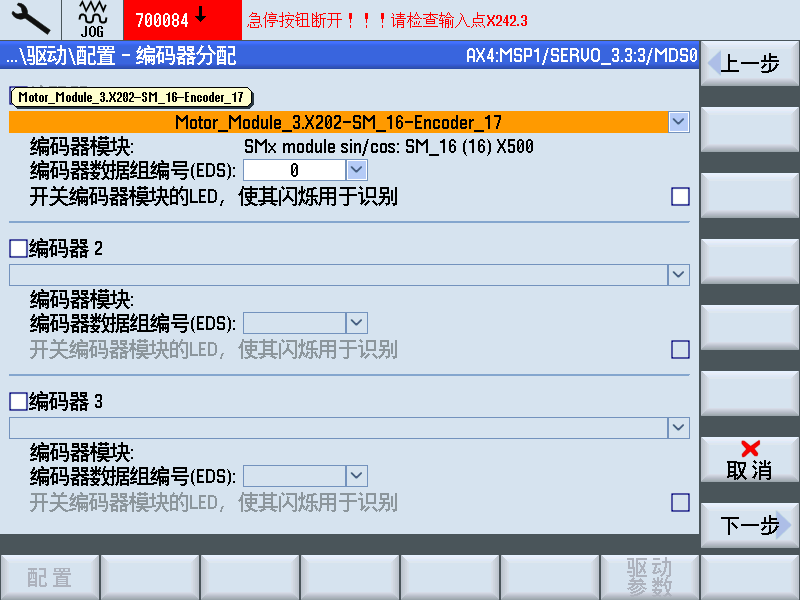 JOG
700084
急停按钮断开！！！请检查输入点X242.3
...\驱动\配置 - 编码器分配
AX4:MSP1/SERVO_3.3:3/MDS0
上一步
Motor_Module_3.X202-SM_16-Encoder_17
Motor_Module_3.X202-SM_16-Encoder_17
编码器模块:
SMx module sin/cos: SM_16 (16) X500
编码器数据组编号(EDS):
0
开关编码器模块的LED，使其闪烁用于识别
编码器 2
编码器模块:
编码器数据组编号(EDS):
开关编码器模块的LED，使其闪烁用于识别
编码器 3
编码器模块:
编码器数据组编号(EDS):
开关编码器模块的LED，使其闪烁用于识别
取消
下一步
配置
驱动
参数